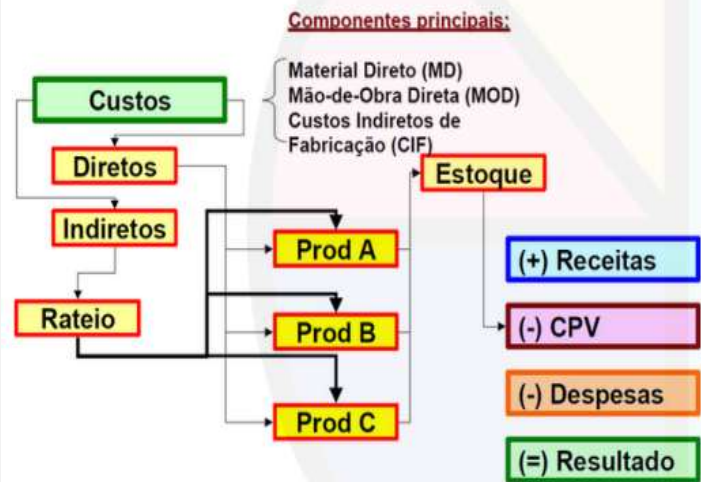 Componentes principais:
Custos
Material Direto (MD)
Mão-de-Obra Direta (MOD)
Custos Indiretos de
Fabricação (CIF)
Diretos
Estoque
Indiretos
Prod A
(+) Receitas
Rateio
Prod B
(-) CPV
(-) Despesas
Prod C
(=) Resultado